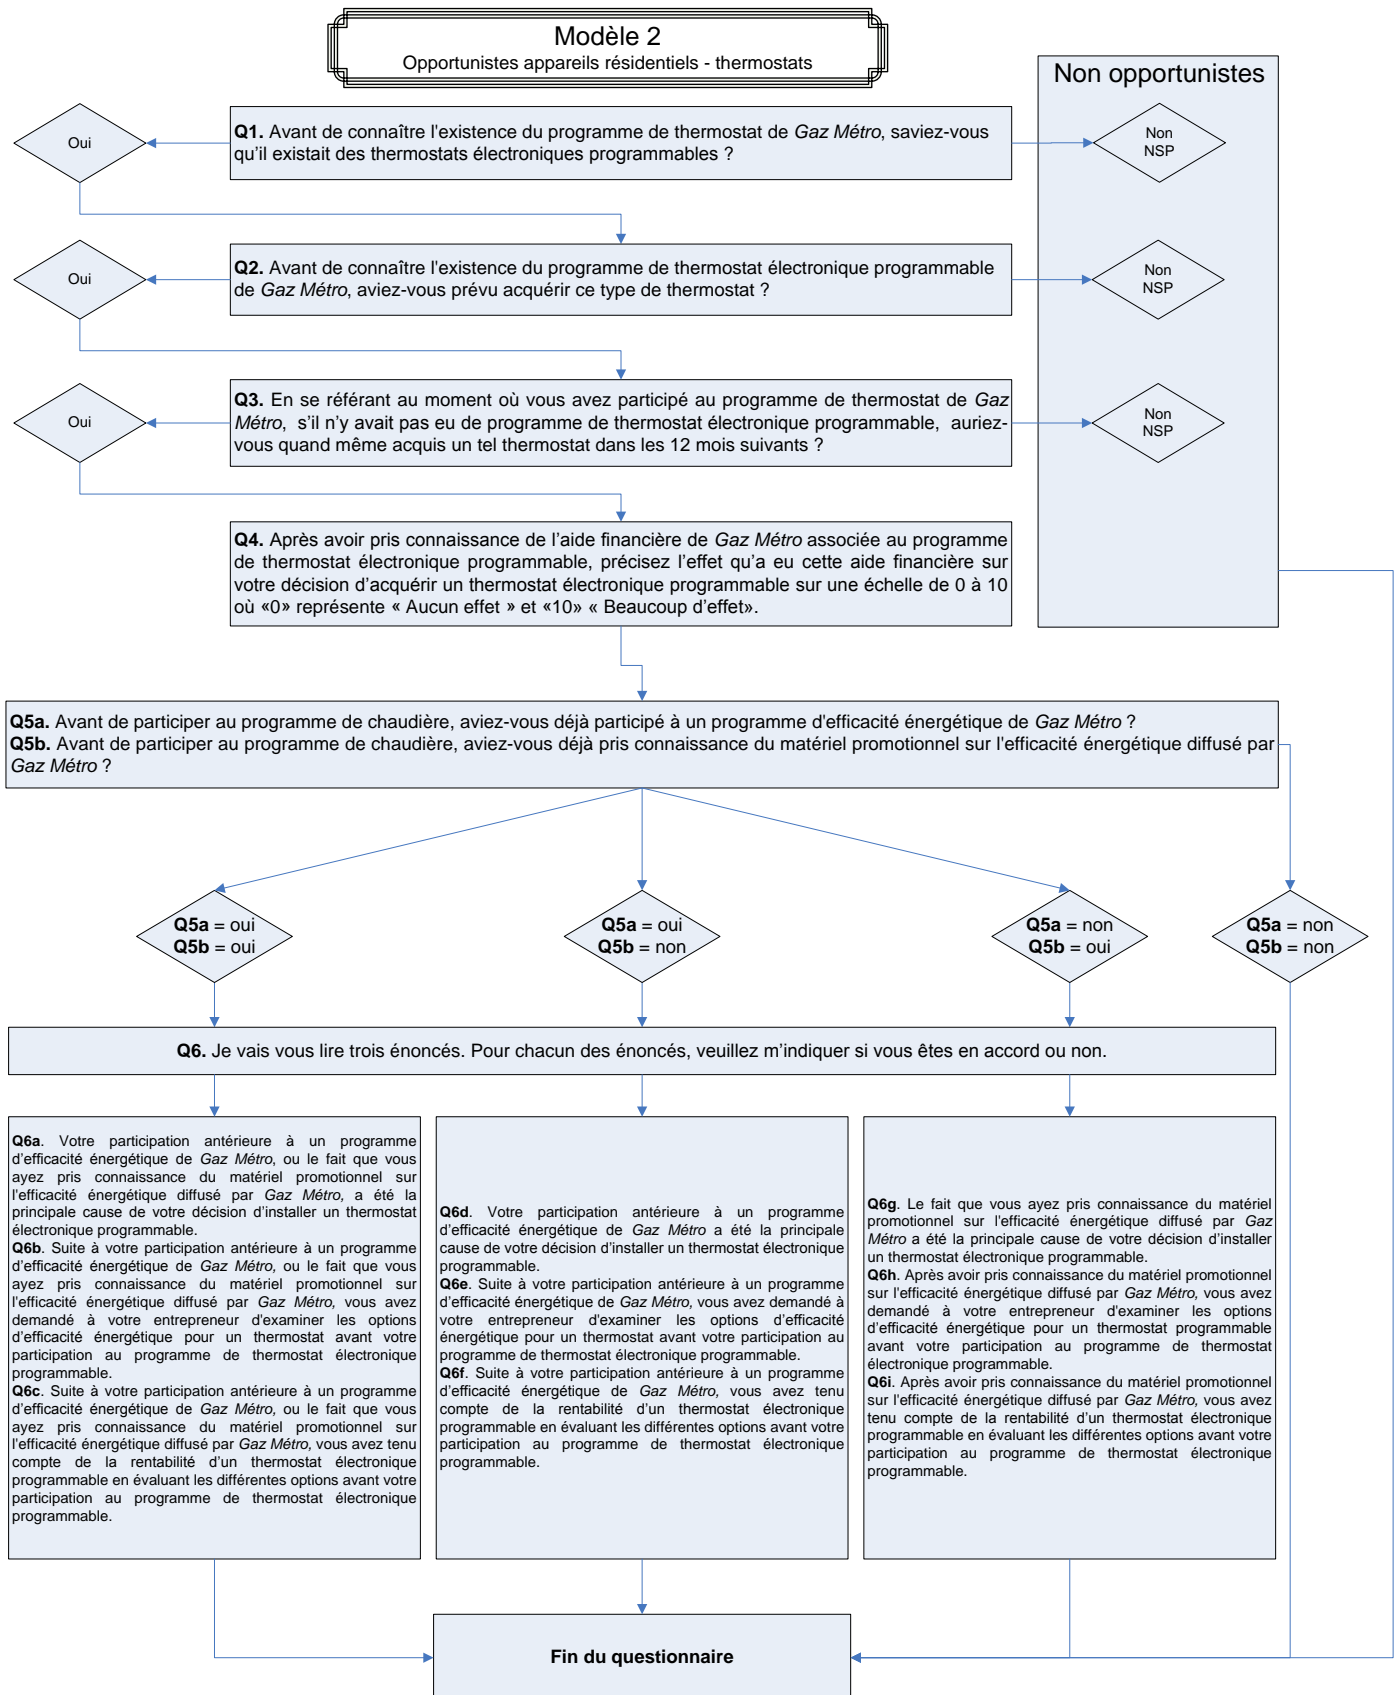 Modèle 2
Opportunistes appareils résidentiels - thermostats
Non opportunistes
Oui
Q1. Avant de connaître l'existence du programme de thermostat de Gaz Métro, saviez-vous
qu'il existait des thermostats électroniques programmables ?
Non
NSP
Oui
Q2. Avant de connaître l'existence du programme de thermostat électronique programmable
de Gaz Métro, aviez-vous prévu acquérir ce type de thermostat ?
Non
NSP
Oui
Q3. En se référant au moment où vous avez participé au programme de thermostat de Gaz
Métro, s'il n'y avait pas eu de programme de thermostat électronique programmable, auriez-
vous quand même acquis un tel thermostat dans les 12 mois suivants ?
Non
NSP
Q4. Après avoir pris connaissance de l'aide financière de Gaz Métro associée au programme
de thermostat électronique programmable, précisez l'effet qu'a eu cette aide financière sur
votre décision d'acquérir un thermostat électronique programmable sur une échelle de 0 à 10
où «0» représente « Aucun effet » et «10» « Beaucoup d'effet».
Q5a. Avant de participer au programme de chaudière, aviez-vous déjà participé à un programme d'efficacité énergétique de Gaz Métro ?
Q5b. Avant de participer au programme de chaudière, aviez-vous déjà pris connaissance du matériel promotionnel sur l'efficacité énergétique diffusé par
Gaz Métro ?
Q5a = oui
Q5b = oui
Q5a = oui
Q5b = non
Q5a = non
Q5b = oui
Q5a = non
Q5b = non
Q6. Je vais vous lire trois énoncés. Pour chacun des énoncés, veuillez m'indiquer si vous êtes en accord ou non.
Q6a. Votre participation antérieure à un programme
d'efficacité énergétique de Gaz Métro, ou le fait que vous
ayez pris connaissance du matériel promotionnel sur
l'efficacité énergétique diffusé par Gaz Métro, a été la
principale cause de votre décision d'installer un thermostat
électronique programmable.
Q6b. Suite à votre participation antérieure à un programme
d'efficacité énergétique de Gaz Métro, ou le fait que vous
ayez pris connaissance du matériel promotionnel sur
l'efficacité énergétique diffusé par Gaz Métro, vous avez
demandé à votre entrepreneur d'examiner les options
d'efficacité énergétique pour un thermostat avant votre
participation au programme de thermostat électronique
programmable.
Q6c. Suite à votre participation antérieure à un programme
d'efficacité énergétique de Gaz Métro, ou le fait que vous
ayez pris connaissance du matériel promotionnel sur
l'efficacité énergétique diffusé par Gaz Métro, vous avez tenu
compte de la rentabilité d'un thermostat électronique
programmable en évaluant les différentes options avant votre
participation au programme de thermostat électronique
programmable.
Q6d. Votre participation antérieure à un programme
d'efficacité énergétique de Gaz Métro a été la principale
cause de votre décision d'installer un thermostat électronique
programmable.
Q6e. Suite à votre participation antérieure à un programme
d'efficacité énergétique de Gaz Métro, vous avez demandé à
votre entrepreneur d'examiner les options d'efficacité
énergétique pour un thermostat avant votre participation au
programme de thermostat électronique programmable.
Q6f. Suite à votre participation antérieure à un programme
d'efficacité énergétique de Gaz Métro, vous avez tenu
compte de la rentabilité d'un thermostat électronique
programmable en évaluant les différentes options avant votre
participation au programme de thermostat électronique
programmable.
Q6g. Le fait que vous ayez pris connaissance du matériel
promotionnel sur l'efficacité énergétique diffusé par Gaz
Métro a été la principale cause de votre décision d'installer
un thermostat électronique programmable.
Q6h. Après avoir pris connaissance du matériel promotionnel
sur l'efficacité énergétique diffusé par Gaz Métro, vous avez
demandé à votre entrepreneur d'examiner les options
d'efficacité énergétique pour un thermostat programmable
avant votre participation au programme de thermostat
électronique programmable.
Q6i. Après avoir pris connaissance du matériel promotionnel
sur l'efficacité énergétique diffusé par Gaz Métro, vous avez
tenu compte de la rentabilité d'un thermostat électronique
programmable en évaluant les différentes options avant votre
participation au programme de thermostat électronique
programmable.
Fin du questionnaire